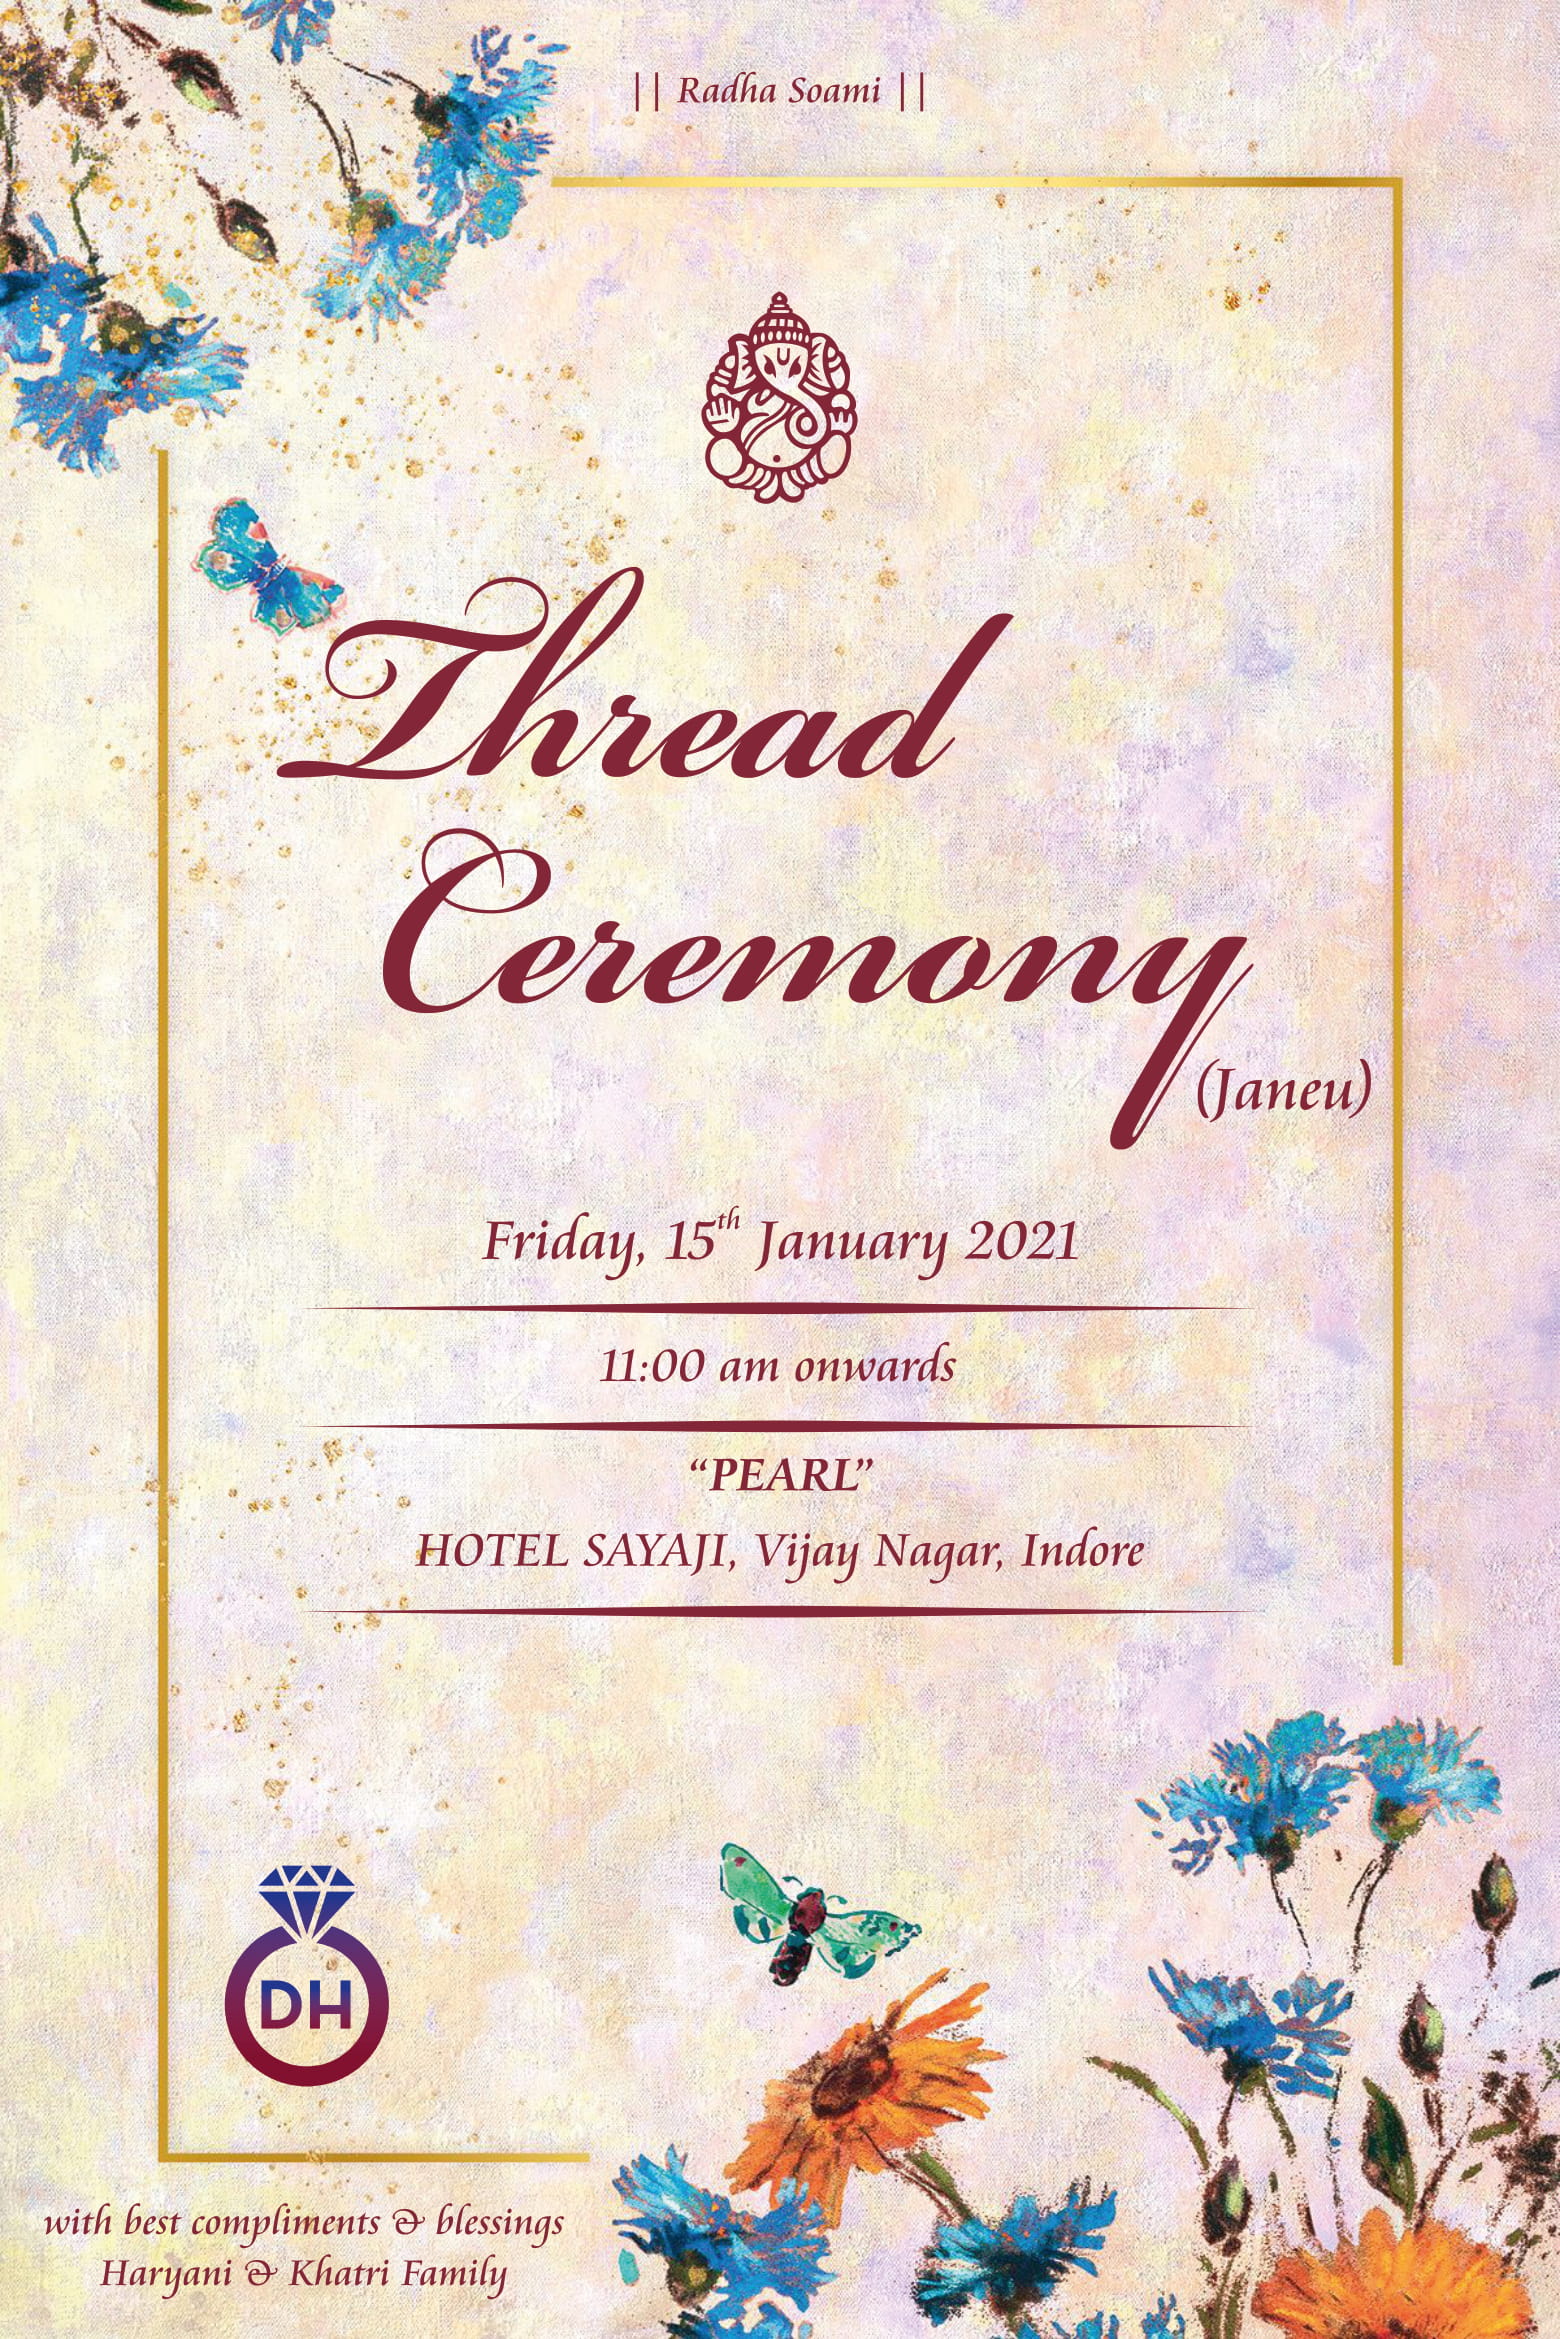 || Radha Soami ||
Thread
Ceremony
(Janeu)
Friday, 15th January 2021
11:00 am onwards
“PEARL”
HOTEL SAYAJI, Vijay Nagar, Indore
DH
with best compliments & blessings
Haryani & Khatri Family